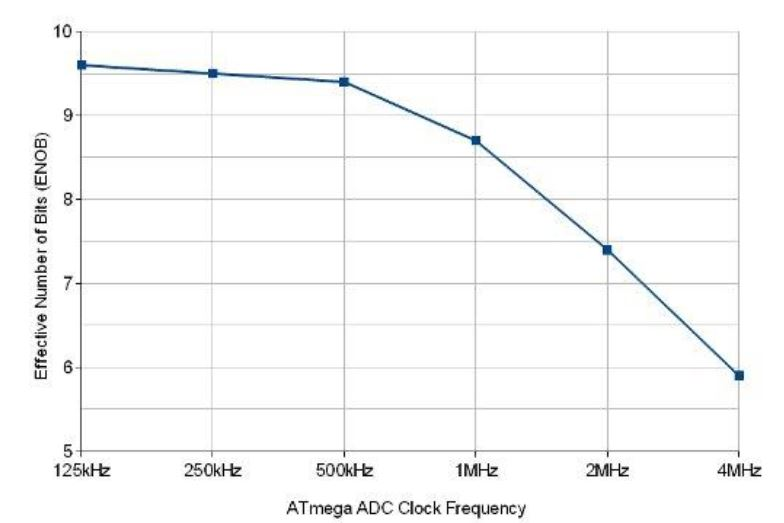 10
9
8
7
6
5
Effective Number of Bits (ENOB)
125kHz 250kHz 500kHz 1MHz 2MHz 4MHz
ATmega ADC Clock Frequency